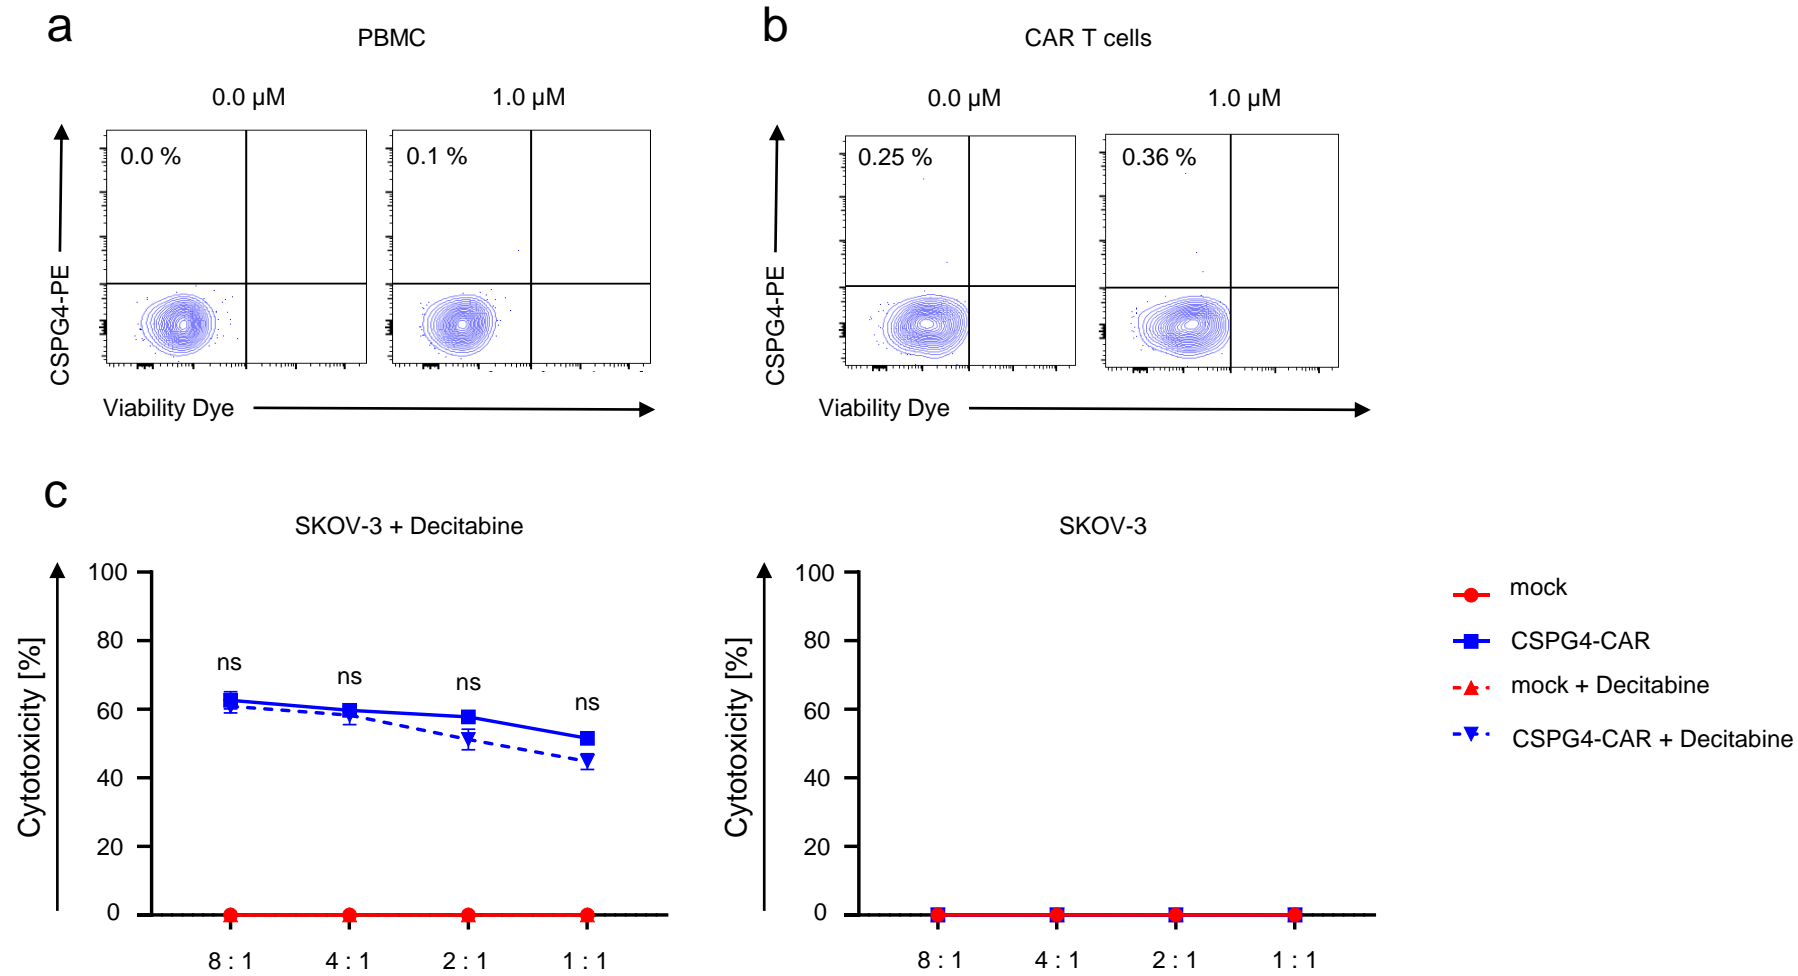 a
PBMC
0.0 µM
1.0 µM
0.0 %
0.1 %
CSPG4-PE
Viability Dye
b
CAR T cells
0.0 µM
1.0 µM
0.25 %
0.36 %
CSPG4-PE
Viability Dye
c
SKOV-3 + Decitabine
Cytotoxicity [%]
100
80
60
40
20
0
ns
ns
ns
ns
8 : 1
4 : 1
2 : 1
1 : 1
SKOV-3
Cytotoxicity [%]
100
80
60
40
20
0
8 : 1
4 : 1
2 : 1
1 : 1
mock
CSPG4-CAR
mock + Decitabine
CSPG4-CAR + Decitabine